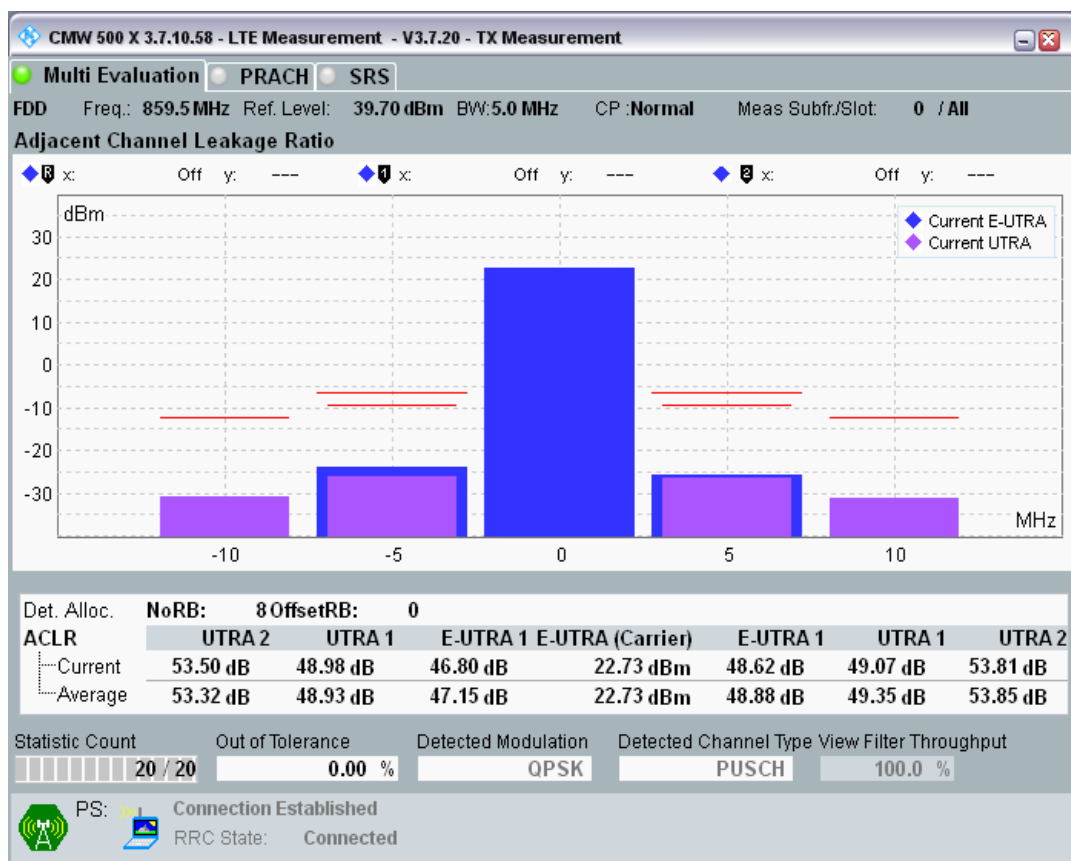 CMW 500 X 3.7.10.58 - LTE Measurement - V3.7.20 - TX Measurement
Multi Evaluation PRACH SRS
FDD Freq.: 859.5 MHz Ref. Level: 39.70 dBm BW:5.0 MHz CP :Normal Meas Subfr./Slot: 0 / All
Adjacent Channel Leakage Ratio
R x: Off y: --- 1 x: Off y: --- 2 x: Off y: ---
dBm
Current E-UTRA
Current UTRA
30
20
10
0
-10
-20
-30
MHz
-10 -5 0 5 10
Det. Alloc. NoRB: 8 OffsetRB: 0
ACLR UTRA 2 UTRA 1 E-UTRA 1 E-UTRA (Carrier) E-UTRA 1 UTRA 1 UTRA 2
Current 53.50 dB 48.98 dB 46.80 dB 22.73 dBm 48.62 dB 49.07 dB 53.81 dB
Average 53.32 dB 48.93 dB 47.15 dB 22.73 dBm 48.88 dB 49.35 dB 53.85 dB
Statistic Count Out of Tolerance Detected Modulation Detected Channel Type View Filter Throughput
20 / 20 0.00 % QPSK PUSCH 100.0 %
PS: Connection Established
RRC State: Connected